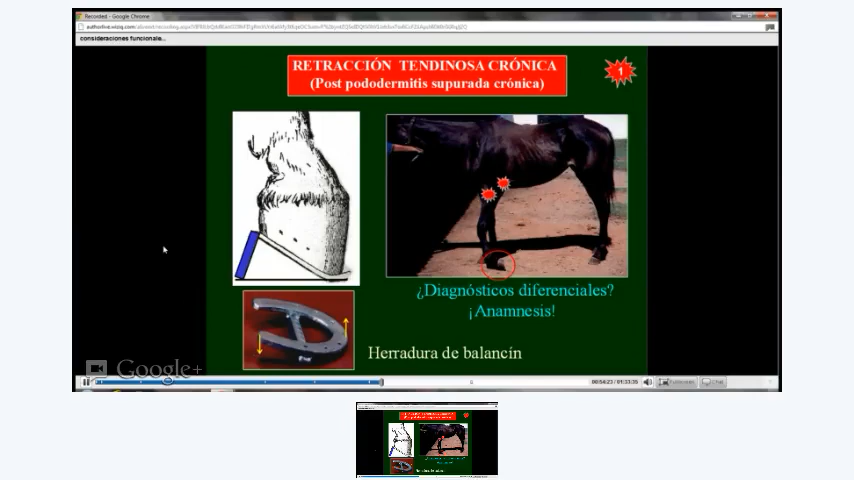 Recorded - Google Chrome
consideraciones funcionale...
RETRACCIÓN TENDINOSA CRÓNICA
(Post pododermitis supurada crónica)
1
¿Diagnósticos diferenciales?
¡Anamnesis!
Herradura de balancín
Google+
00:54:23 / 01:33:35
Chat